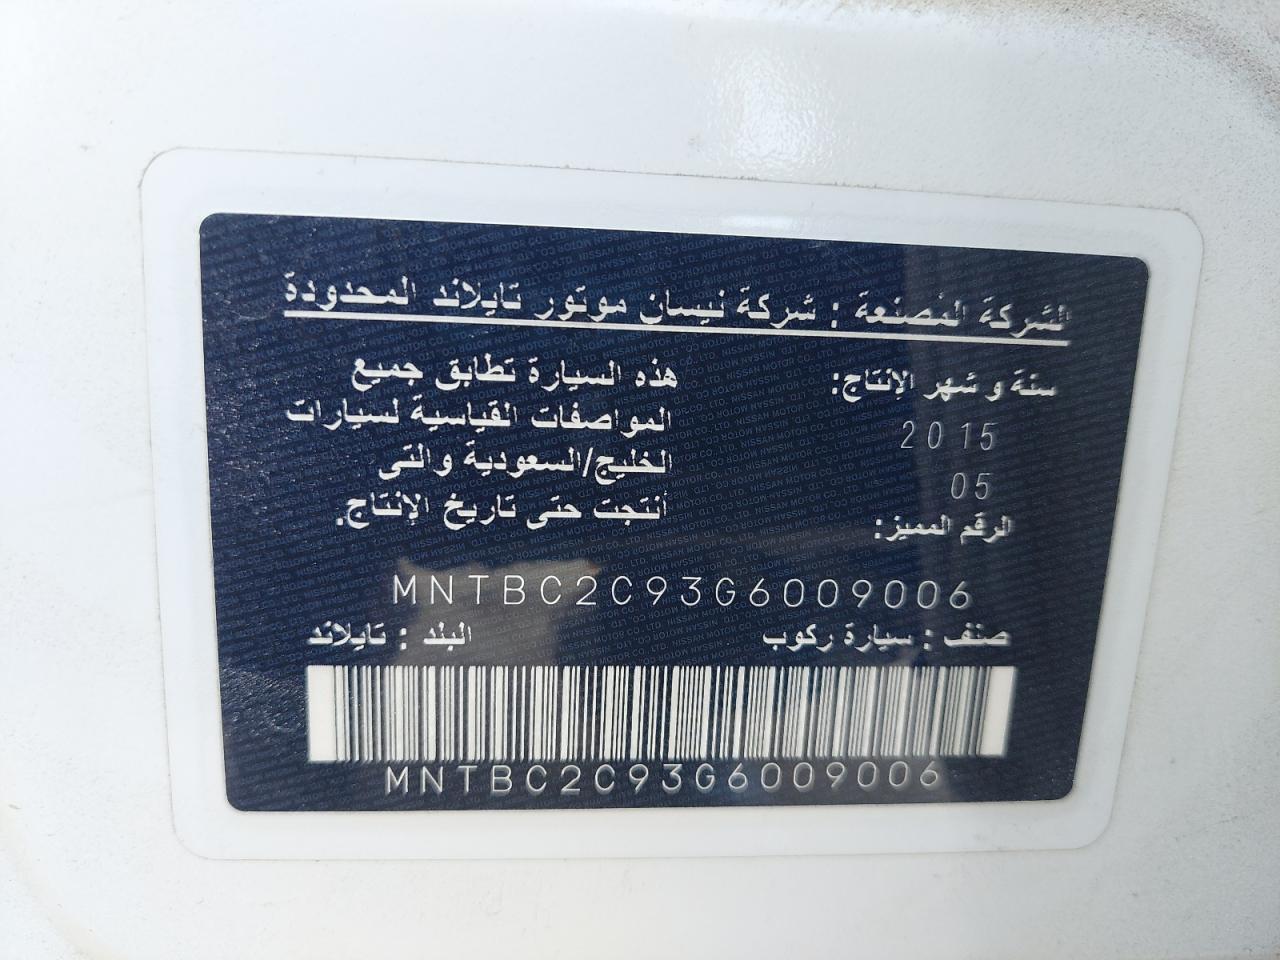 الشركة المصنعة : شركة نيسان موتور تايلاند المحدودة
سنة و شهر الإنتاج:
2015
05
هذه السيارة تطابق جميع
المواصفات القياسية لسيارات
الخليج/السعودية والتى
أنتجت حتى تاريخ الإنتاج.
الرقم المميز:
MNTBC2C93G6009006
صنف : سيارة ركوب
البند : تايلاند
MNTBC2C93G6009006